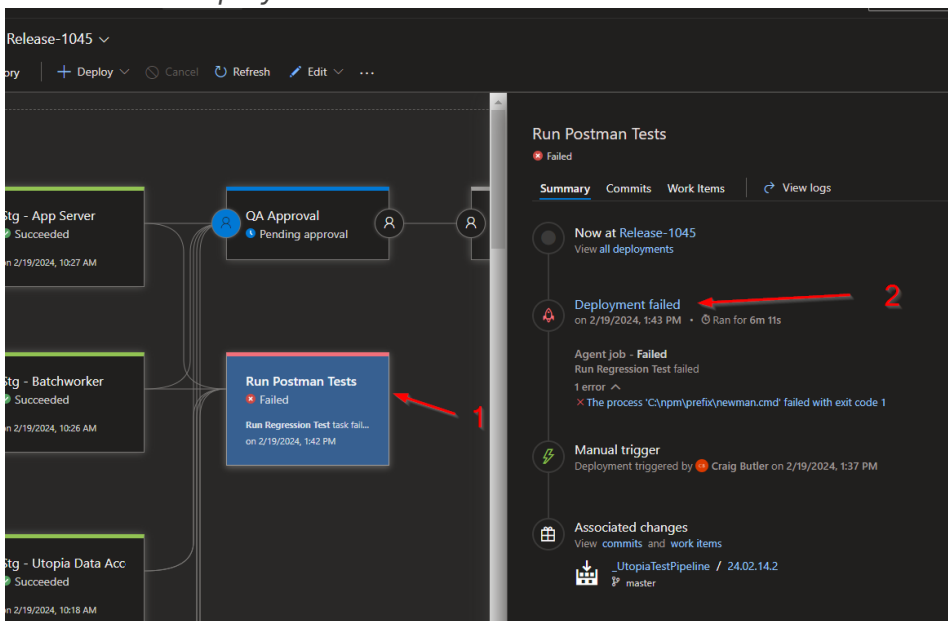 Release-1045
ory
Deploy
Cancel
Refresh
Edit
...
Stg - App Server
Succeeded
on 2/19/2024, 10:27 AM
QA Approval
Pending approval
Stg - Batchworker
Succeeded
on 2/19/2024, 10:26 AM
Run Postman Tests
Failed
Run Regression Test task fail...
on 2/19/2024, 1:42 PM
1
Stg - Utopia Data Acc
Succeeded
on 2/19/2024, 10:18 AM
Run Postman Tests
Failed
Summary
Commits
Work Items
View logs
Now at Release-1045
View all deployments
Deployment failed
2
on 2/19/2024, 1:43 PM • Ran for 6m 11s
Agent job - Failed
Run Regression Test failed
1 error
The process 'C:\npm\prefix\newman.cmd' failed with exit code 1
Manual trigger
Deployment triggered by Craig Butler on 2/19/2024, 1:37 PM
Associated changes
View commits and work items
_UtopiaTestPipeline / 24.02.14.2
master